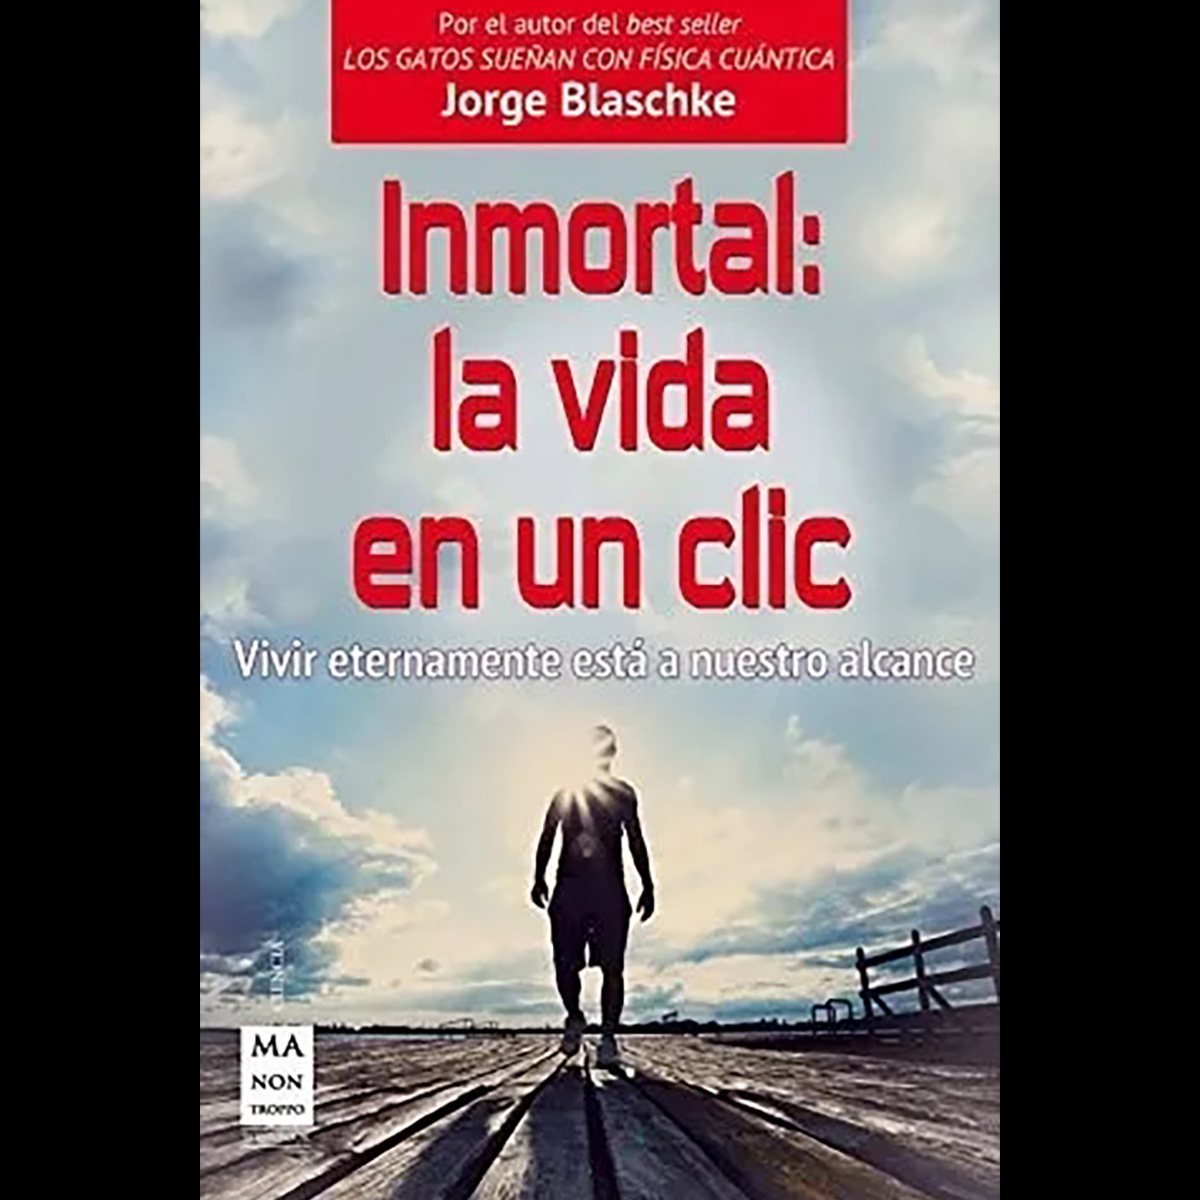 Por el autor del best seller
LOS GATOS SUEÑAN CON FÍSICA CUÁNTICA
Jorge Blaschke
Inmortal:
la vida
en un clic
Vivir eternamente está a nuestro alcance
MA
NON
TROPPO